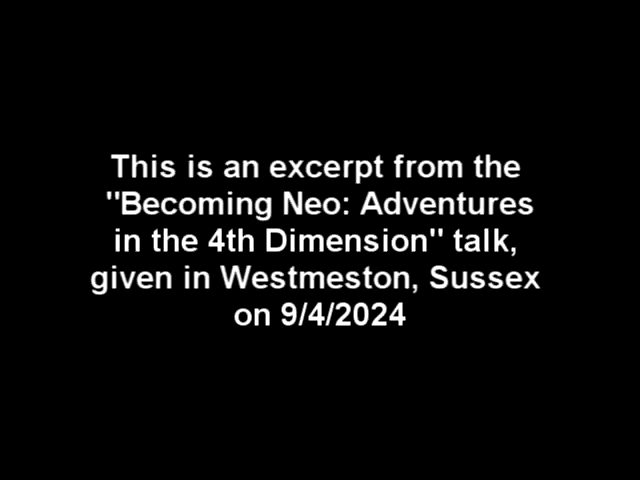 This is an excerpt from the
"Becoming Neo: Adventures
in the 4th Dimension" talk,
given in Westmeston, Sussex
on 9/4/2024